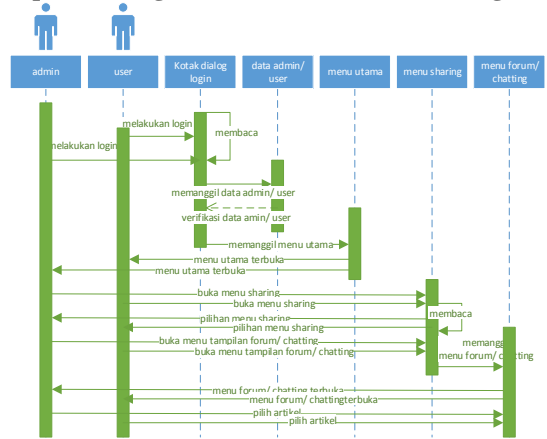 admin
user
Kotak dialog
login
data admin/
user
menu utama
menu sharing
menu forum/
chatting
melakukan login
membaca
melakukan login
memanggil data admin/ user
verifikasi data amin/ user
memanggil menu utama
menu utama terbuka
menu utama terbuka
buka menu sharing
buka menu sharing
membaca
pilihan menu sharing
pilihan menu sharing
buka menu tampilan forum/ chatting
memanggil
menu forum/ chatting
buka menu tampilan forum/ chatting
menu forum/ chatting terbuka
menu forum/ chattingterbuka
pilih artikel
pilih artikel